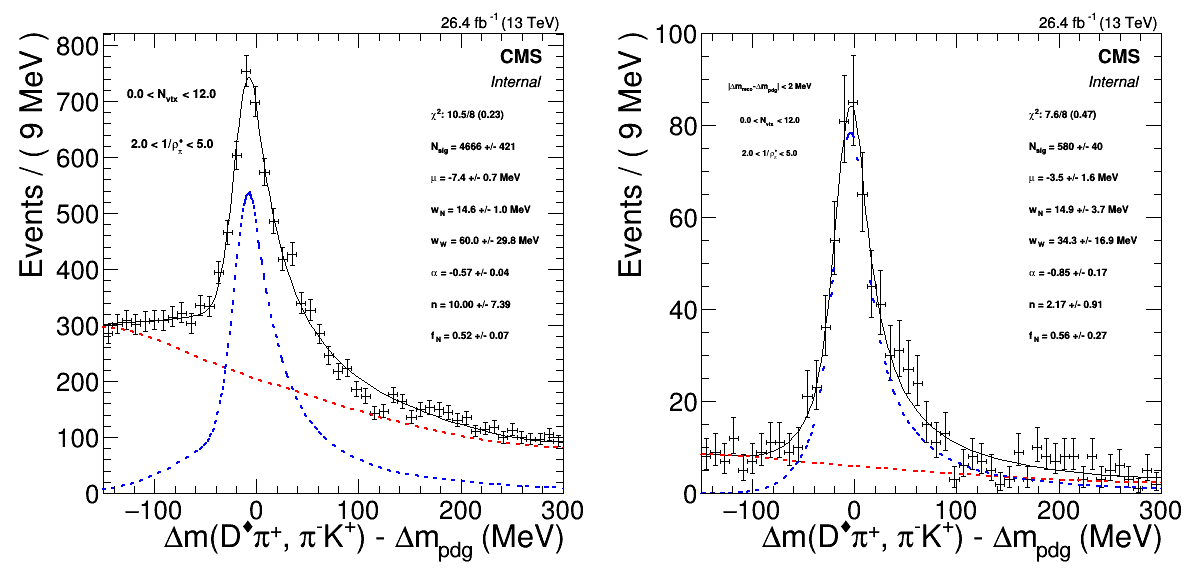 26.4 fb⁻¹ (13 TeV)
CMS
Internal
0.0 < N_vtx < 12.0
2.0 < 1/ρ_π^* < 5.0
χ²: 10.5/8 (0.23)
N_sig = 4666 +/- 421
μ = -7.4 +/- 0.7 MeV
w_N = 14.6 +/- 1.0 MeV
w_W = 60.0 +/- 29.8 MeV
α = -0.57 +/- 0.04
n = 10.00 +/- 7.39
f_N = 0.52 +/- 0.07
Events / ( 9 MeV )
800
700
600
500
400
300
200
100
0
−100 0 100 200 300
Δm(D♦π⁺, π⁻K⁺) - Δm_pdg (MeV)
26.4 fb⁻¹ (13 TeV)
CMS
Internal
|Δm_reco-Δm_pdg| < 2 MeV
0.0 < N_vtx < 12.0
2.0 < 1/ρ_π^* < 5.0
χ²: 7.6/8 (0.47)
N_sig = 580 +/- 40
μ = -3.5 +/- 1.6 MeV
w_N = 14.9 +/- 3.7 MeV
w_W = 34.3 +/- 16.9 MeV
α = -0.85 +/- 0.17
n = 2.17 +/- 0.91
f_N = 0.56 +/- 0.27
Events / ( 9 MeV )
100
80
60
40
20
0
−100 0 100 200 300
Δm(D♦π⁺, π⁻K⁺) - Δm_pdg (MeV)